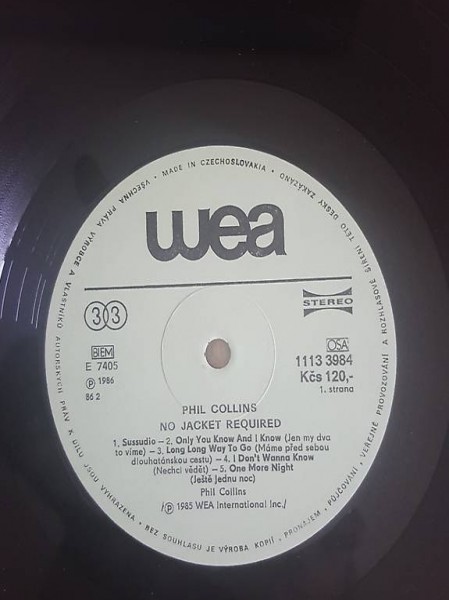 VŠECHNA PRÁVA VÝROBCE A VLASTNÍKŮ AUTORSKÝCH PRÁV K DÍLU JSOU VYHRAZENA • BEZ SOUHLASU JE VÝROBA KOPIÍ, PRONÁJEM, PŮJČOVÁNÍ, VEŘEJNÉ PROVOZOVÁNÍ A ROZHLASOVÉ ŠÍŘENÍ TÉTO DESKY ZAKÁZÁNO • MADE IN CZECHOSLOVAKIA •
wea
33
STEREO
BIEM
E 7405
Ⓟ 1986
86 2
OSA
1113 3984
Kčs 120,-
1. strana
PHIL COLLINS
NO JACKET REQUIRED
1. Sussudio – 2. Only You Know And I Know (Jen my dva
to víme) – 3. Long Long Way To Go (Máme před sebou
dlouhatánskou cestu) – 4. I Don't Wanna Know
(Nechci vědět) – 5. One More Night
(Ještě jednu noc)
Phil Collins
/Ⓟ 1985 WEA International Inc./